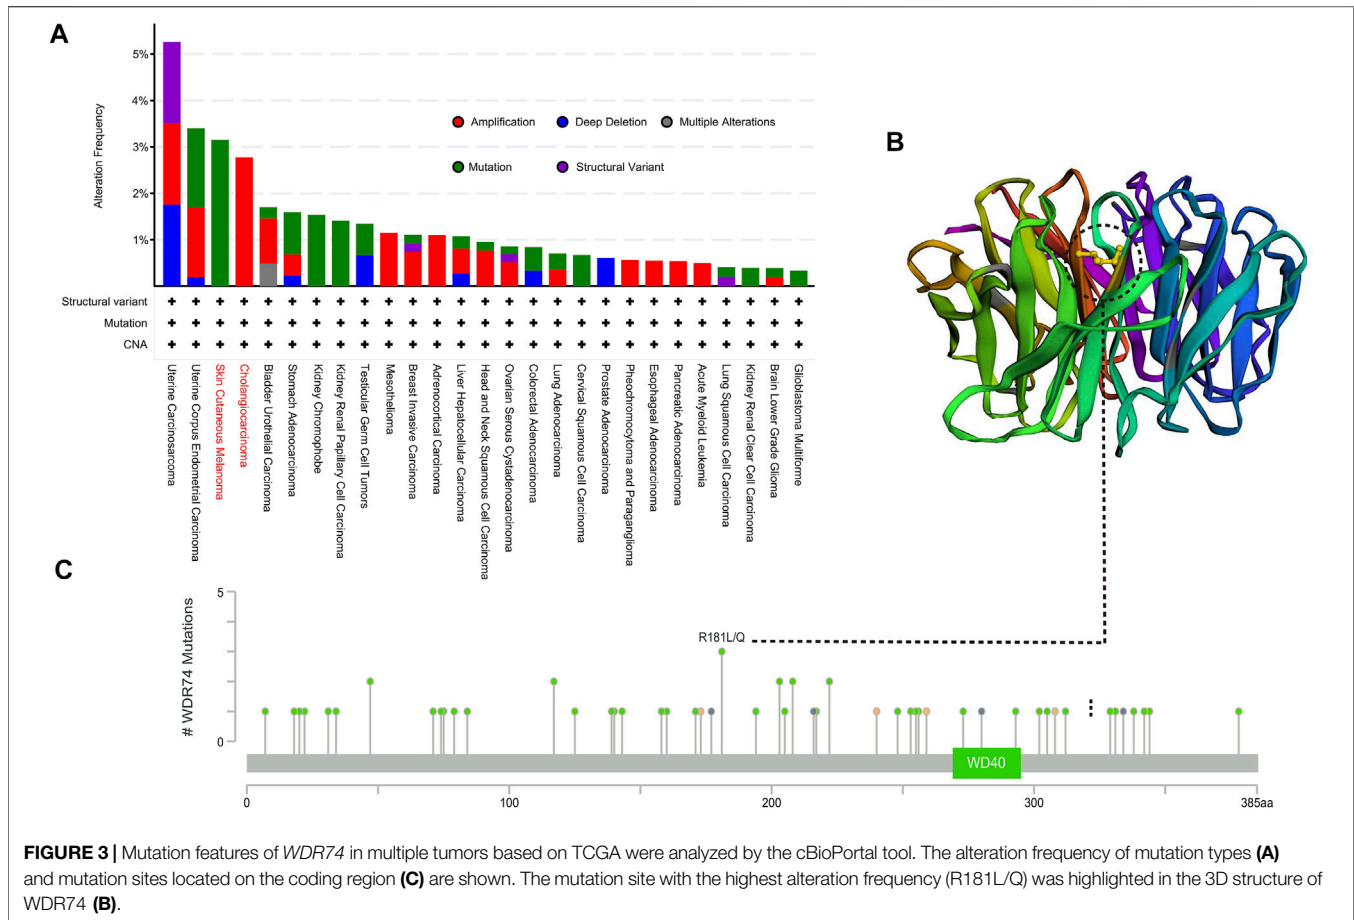 A
5%
4%
3%
2%
1%
Alteration Frequency
Amplification
Deep Deletion
Multiple Alterations
Mutation
Structural Variant
Structural variant + + + + + + + + + + + + + + + + + + + + + + + + + + +
Mutation + + + + + + + + + + + + + + + + + + + + + + + + + + +
CNA + + + + + + + + + + + + + + + + + + + + + + + + + + +
Uterine Carcinosarcoma
Uterine Corpus Endometrial Carcinoma
Skin Cutaneous Melanoma
Cholangiocarcinoma
Bladder Urothelial Carcinoma
Stomach Adenocarcinoma
Kidney Chromophobe
Kidney Renal Papillary Cell Carcinoma
Testicular Germ Cell Tumors
Mesothelioma
Breast Invasive Carcinoma
Adrenocortical Carcinoma
Liver Hepatocellular Carcinoma
Head and Neck Squamous Cell Carcinoma
Ovarian Serous Cystadenocarcinoma
Colorectal Adenocarcinoma
Lung Adenocarcinoma
Cervical Squamous Cell Carcinoma
Prostate Adenocarcinoma
Pheochromocytoma and Paraganglioma
Esophageal Adenocarcinoma
Pancreatic Adenocarcinoma
Acute Myeloid Leukemia
Lung Squamous Cell Carcinoma
Kidney Renal Clear Cell Carcinoma
Brain Lower Grade Glioma
Glioblastoma Multiforme
B
C
# WDR74 Mutations
5
0
R181L/Q
WD40
0 100 200 300 385aa
FIGURE 3 | Mutation features of WDR74 in multiple tumors based on TCGA were analyzed by the cBioPortal tool. The alteration frequency of mutation types (A)
and mutation sites located on the coding region (C) are shown. The mutation site with the highest alteration frequency (R181L/Q) was highlighted in the 3D structure of
WDR74 (B).